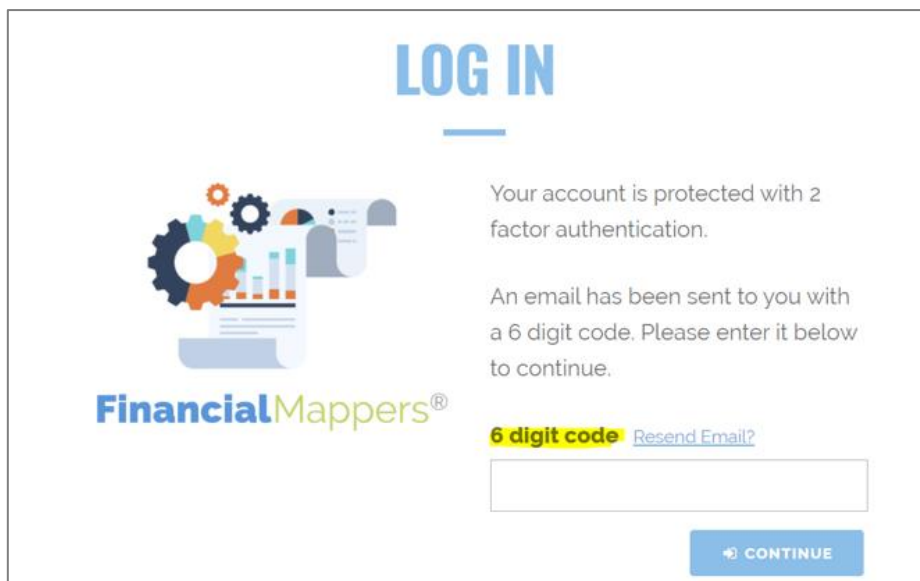 LOG IN
Your account is protected with 2
factor authentication.
An email has been sent to you with
a 6 digit code. Please enter it below
to continue.
FinancialMappers®
6 digit code Resend Email?
CONTINUE